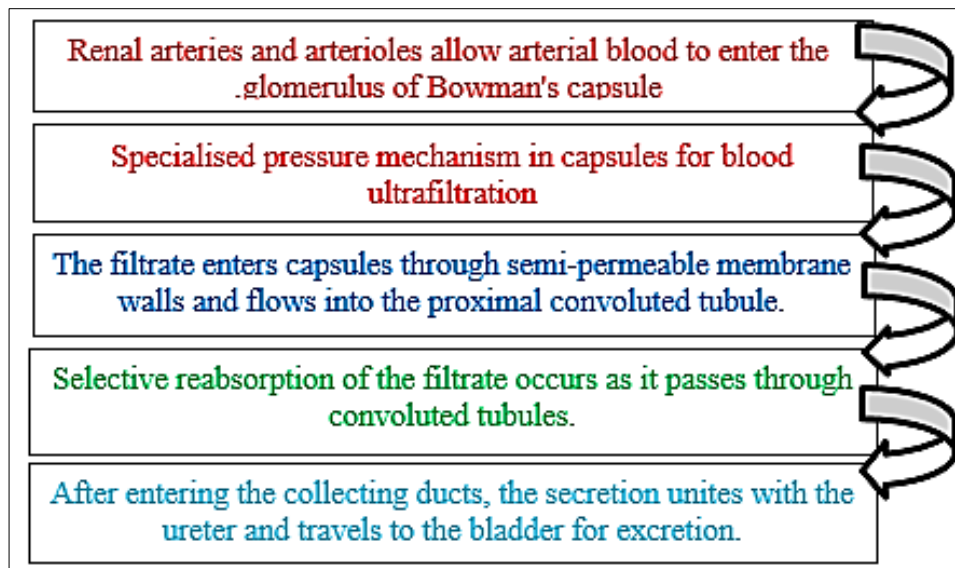 Renal arteries and arterioles allow arterial blood to enter the
.glomerulus of Bowman's capsule
Specialised pressure mechanism in capsules for blood
ultrafiltration
The filtrate enters capsules through semi-permeable membrane
walls and flows into the proximal convoluted tubule.
Selective reabsorption of the filtrate occurs as it passes through
convoluted tubules.
After entering the collecting ducts, the secretion unites with the
ureter and travels to the bladder for excretion.